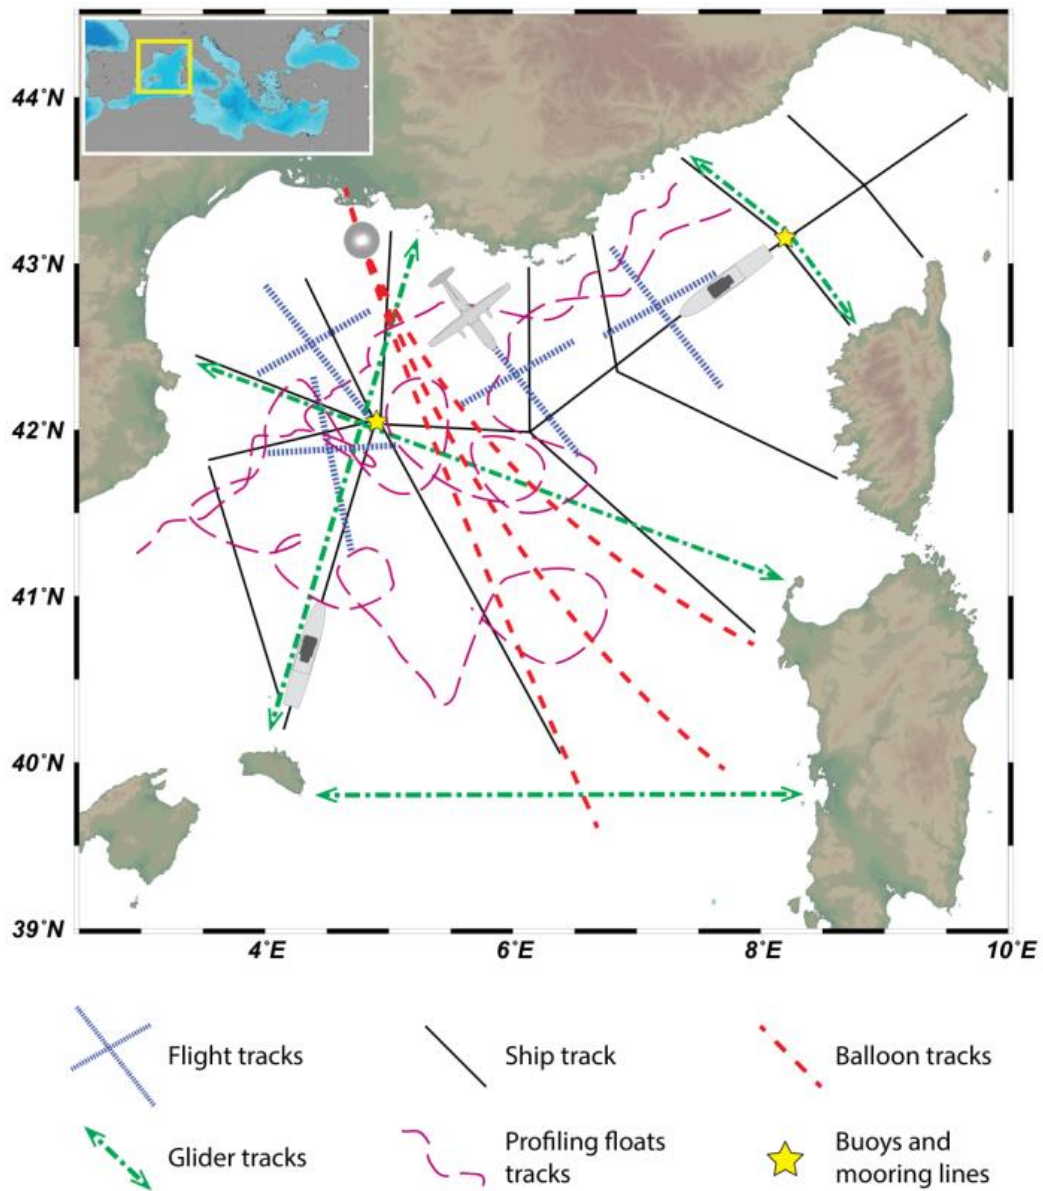 44˚N
43˚N
42˚N
41˚N
40˚N
39˚N
4˚E
6˚E
8˚E
10˚E
Flight tracks
Ship track
Balloon tracks
Glider tracks
Profiling floats
tracks
Buoys and
mooring lines